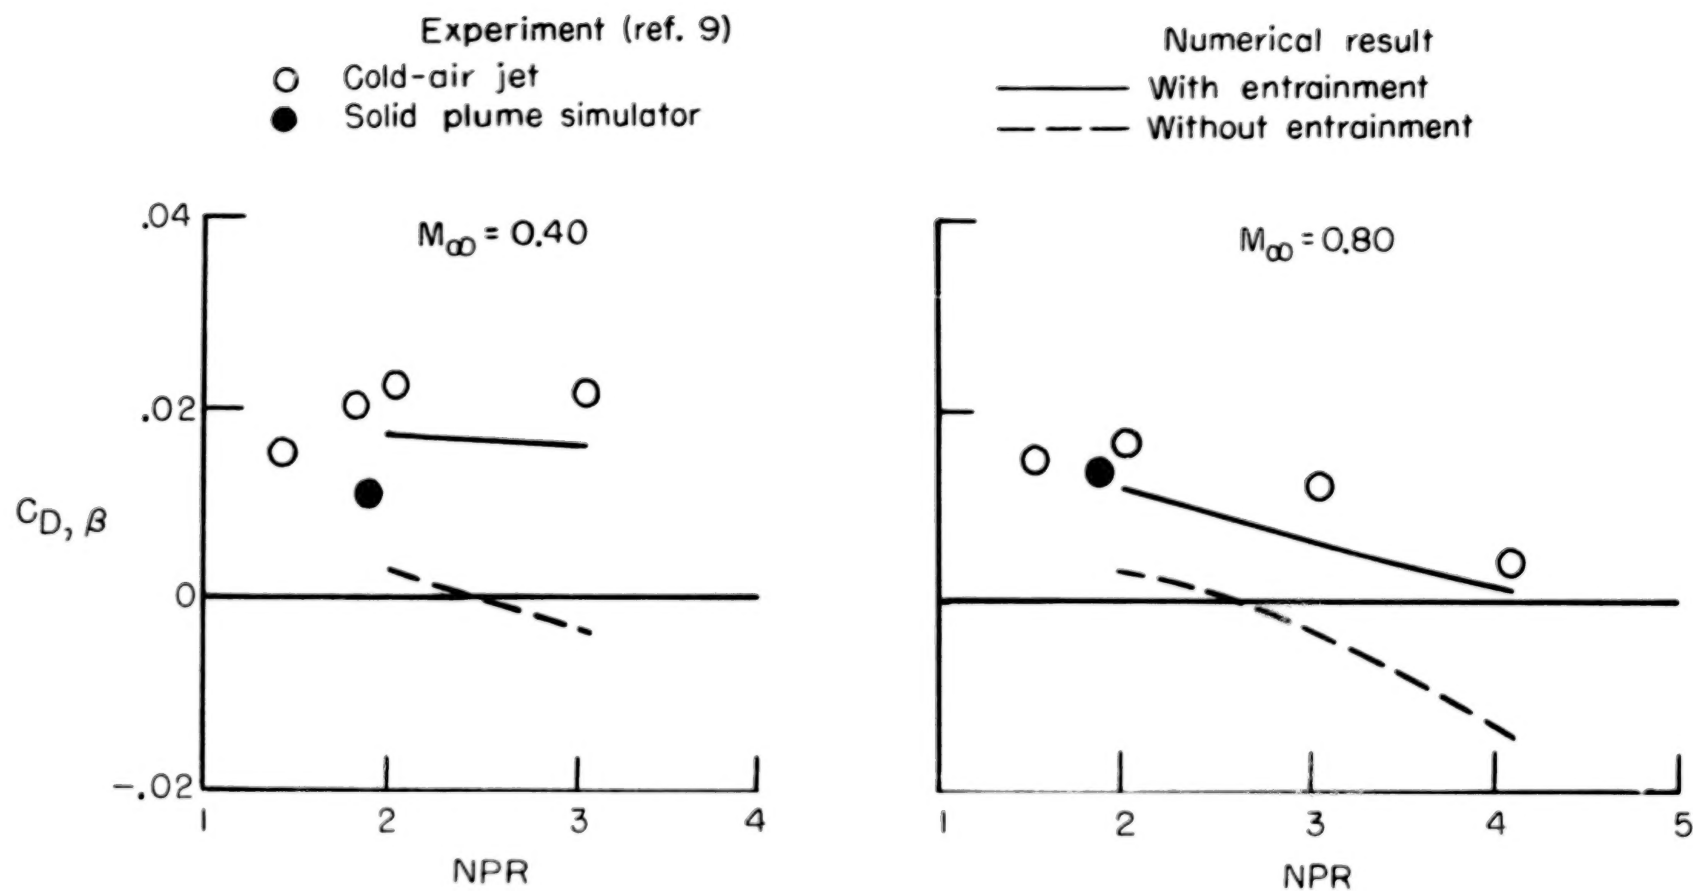 Experiment (ref. 9)
Cold-air jet
Solid plume simulator
Numerical result
With entrainment
Without entrainment
M∞ = 0.40
.04
.02
0
-.02
C_D, β
1 2 3 4
NPR
M∞ = 0.80
1 2 3 4 5
NPR